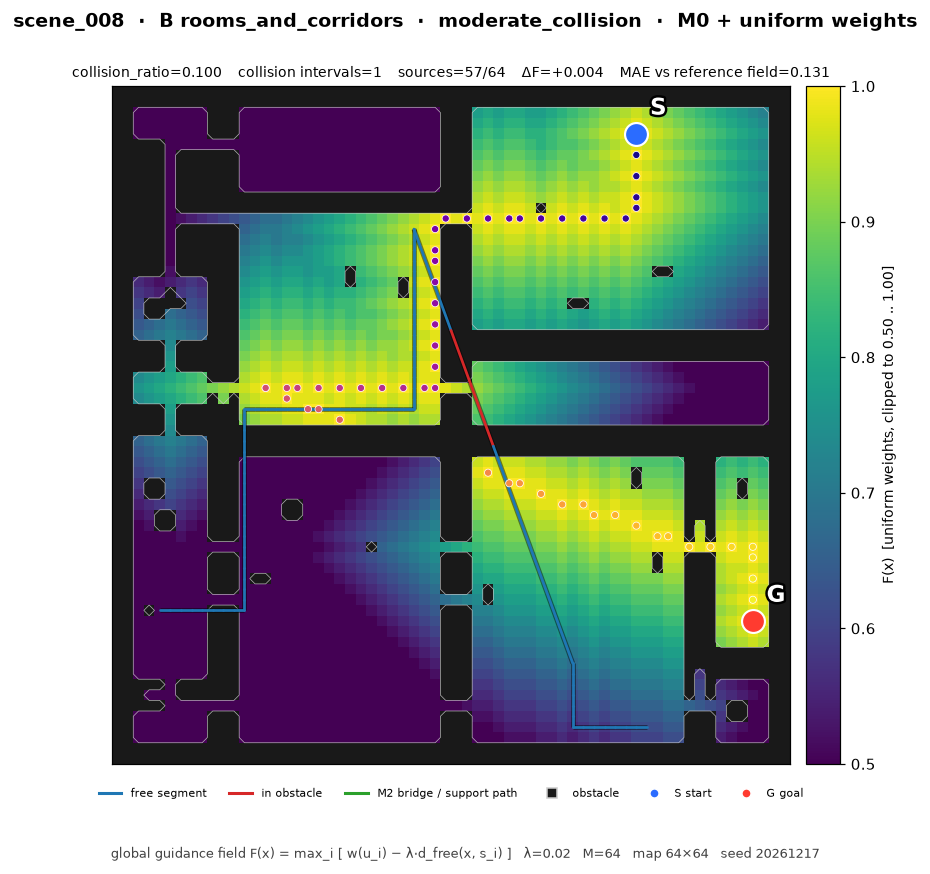 scene_008 · B rooms_and_corridors · moderate_collision · M0 + uniform weights
collision_ratio=0.100 collision intervals=1 sources=57/64 ΔF=+0.004 MAE vs reference field=0.131
S
G
1.0
0.9
0.8
0.7
0.6
0.5
F(x) [uniform weights, clipped to 0.50 .. 1.00]
free segment
in obstacle
M2 bridge / support path
obstacle
S start
G goal
global guidance field F(x) = max_i [ w(u_i) − λ·d_free(x, s_i) ] λ=0.02 M=64 map 64×64 seed 20261217